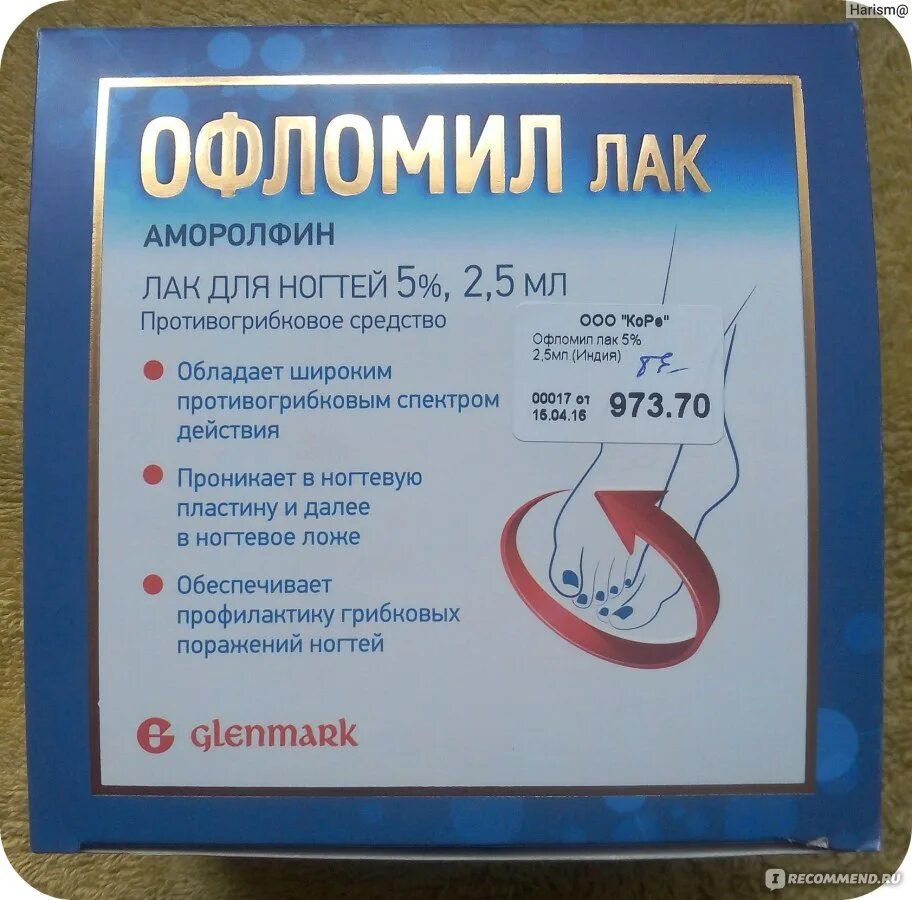 Harism@
ОФЛОМИЛ ЛАК
АМОРОЛФИН
ЛАК ДЛЯ НОГТЕЙ 5%, 2,5 МЛ
Противогрибковое средство
ООО "КоРе"
Офломил лак 5%
2,5мл.(Индия)
00017 от
15.04.16
973.70
Обладает широким
противогрибковым спектром
действия
Проникает в ногтевую
пластину и далее
в ногтевое ложе
Обеспечивает
профилактику грибковых
поражений ногтей
GLENMARK
IRECOMMEND.RU